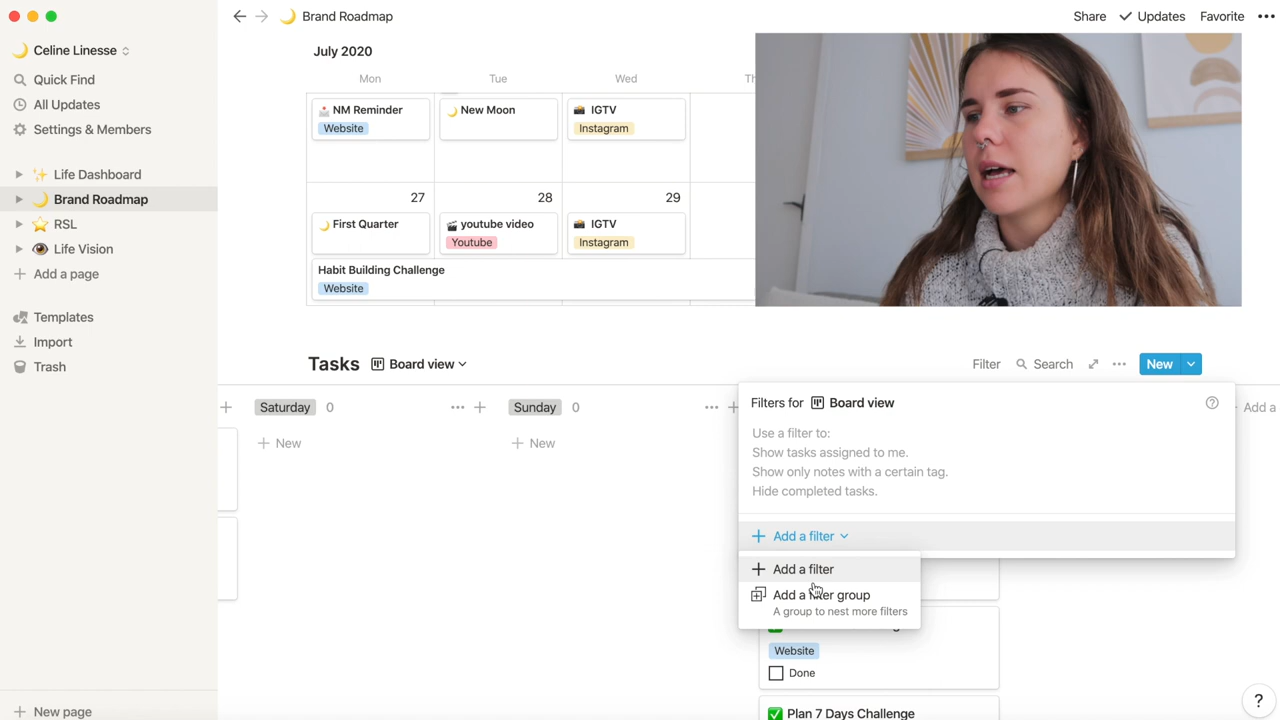 Brand Roadmap
Share
Updates
Favorite
Celine Linesse
Quick Find
All Updates
Settings & Members
Life Dashboard
Brand Roadmap
RSL
Life Vision
Add a page
Templates
Import
Trash
New page
July 2020
Mon
Tue
Wed
NM Reminder
Website
New Moon
IGTV
Instagram
27
28
29
First Quarter
youtube video
Youtube
IGTV
Instagram
Habit Building Challenge
Website
Tasks
Board view
Filter
Search
New
Saturday 0
Sunday 0
New
New
Filters for Board view
Use a filter to:
Show tasks assigned to me.
Show only notes with a certain tag.
Hide completed tasks.
Add a filter
Add a filter
Add a filter group
A group to nest more filters
Website
Done
Plan 7 Days Challenge
?